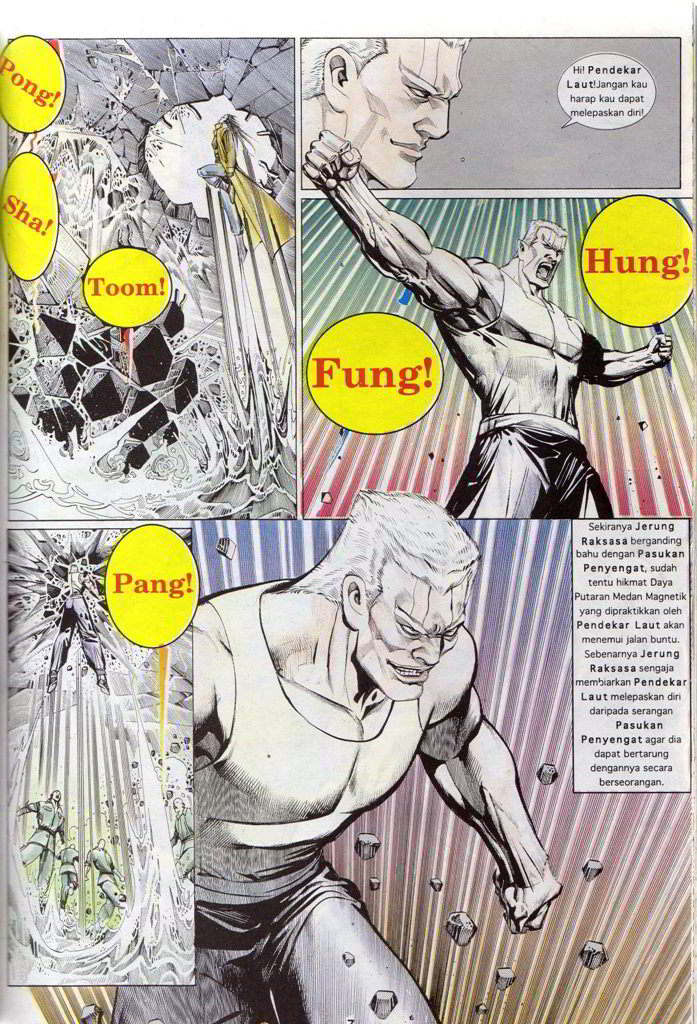 Pong!
Sha!
Toom!
Hi! Pendekar
Laut!Jangan kau
harap kau dapat
melepaskan diri!
Hung!
Fung!
Pang!
Sekiranya Jerung
Raksasa berganding
bahu dengan Pasukan
Penyengat, sudah
tentu hikmat Daya
Putaran Medan Magnetik
yang dipraktikkan oleh
Pendekar Laut akan
menemui jalan buntu.
Sebenarnya Jerung
Raksasa sengaja
membiarkan Pendekar
Laut melepaskan diri
daripada serangan
Pasukan
Penyengat agar dia
dapat bertarung
dengannya secara
berseorangan.
7